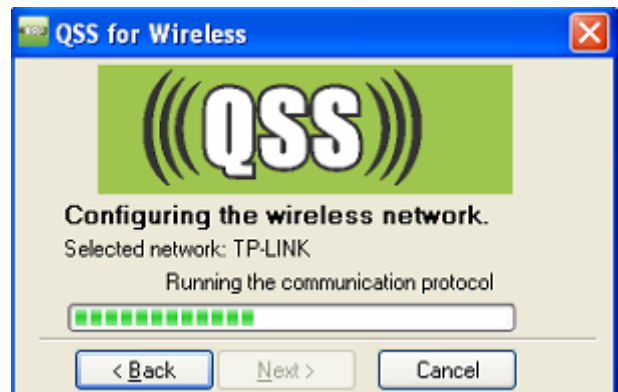 QSS for Wireless
(((QSS)))
Configuring the wireless network.
Selected network: TP-LINK
Running the communication protocol
< Back
Next >
Cancel